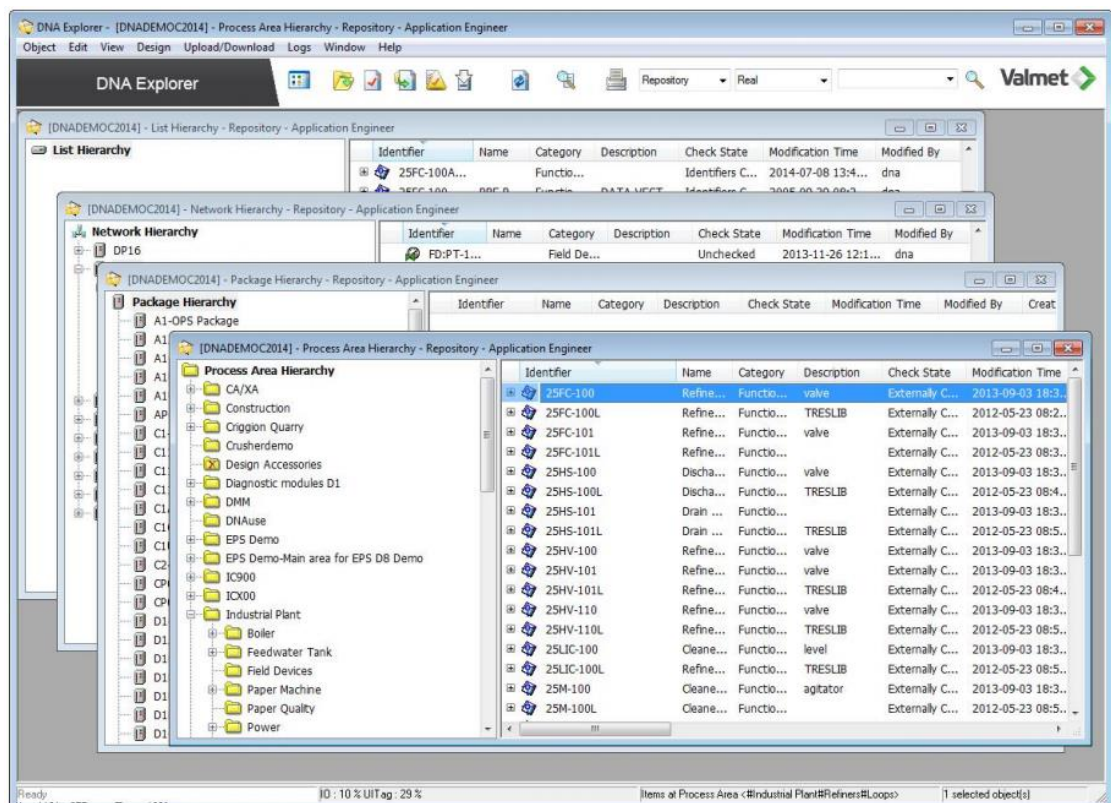 DNA Explorer - [DNADEMOC2014] - Process Area Hierarchy - Repository - Application Engineer
Object Edit View Design Upload/Download Logs Window Help
DNA Explorer Repository Real Valmet
[DNADEMOC2014] - List Hierarchy - Repository - Application Engineer
List Hierarchy
Identifier Name Category Description Check State Modification Time Modified By
25FC-100A... Functio... Identifiers C... 2014-07-08 13:4... dna
[DNADEMOC2014] - Network Hierarchy - Repository - Application Engineer
Network Hierarchy
Identifier Name Category Description Check State Modification Time Modified By
DP16
FD:PT-1... Field De... Unchecked 2013-11-26 12:1... dna
[DNADEMOC2014] - Package Hierarchy - Repository - Application Engineer
Package Hierarchy
Identifier Name Category Description Check State Modification Time Modified By Creat
A1-OPS Package
[DNADEMOC2014] - Process Area Hierarchy - Repository - Application Engineer
Process Area Hierarchy
CA/XA
Construction
Criggion Quarry
Crusherdemo
Design Accessories
Diagnostic modules D1
DMM
DNAuse
EPS Demo
EPS Demo-Main area for EPS D8 Demo
IC900
ICX00
Industrial Plant
Boiler
Feedwater Tank
Field Devices
Paper Machine
Paper Quality
Power
Identifier Name Category Description Check State Modification Time
25FC-100 Refine... Functio... valve Externally C... 2013-09-03 18:3...
25FC-100L Refine... Functio... TRESLIB Externally C... 2012-05-23 08:2...
25FC-101 Refine... Functio... valve Externally C... 2013-09-03 18:3...
25FC-101L Refine... Functio... Externally C... 2012-05-23 08:3...
25HS-100 Discha... Functio... valve Externally C... 2013-09-03 18:3...
25HS-100L Discha... Functio... TRESLIB Externally C... 2012-05-23 08:4...
25HS-101 Drain ... Functio... Externally C... 2013-09-03 18:3...
25HS-101L Drain ... Functio... TRESLIB Externally C... 2012-05-23 08:5...
25HV-100 Refine... Functio... valve Externally C... 2013-09-03 18:3...
25HV-101 Refine... Functio... valve Externally C... 2013-09-03 18:3...
25HV-101L Refine... Functio... TRESLIB Externally C... 2012-05-23 08:4...
25HV-110 Refine... Functio... valve Externally C... 2013-09-03 18:3...
25HV-110L Refine... Functio... TRESLIB Externally C... 2012-05-23 08:5...
25LIC-100 Cleane... Functio... level Externally C... 2013-09-03 18:3...
25LIC-100L Refine... Functio... TRESLIB Externally C... 2012-05-23 08:5...
25M-100 Cleane... Functio... agitator Externally C... 2013-09-03 18:3...
25M-100L Cleane... Functio... Externally C... 2012-05-23 08:5...
Ready IO : 10 % UITag : 29 % Items at Process Area <#Industrial Plant#Refiners#Loops> 1 selected object(s)